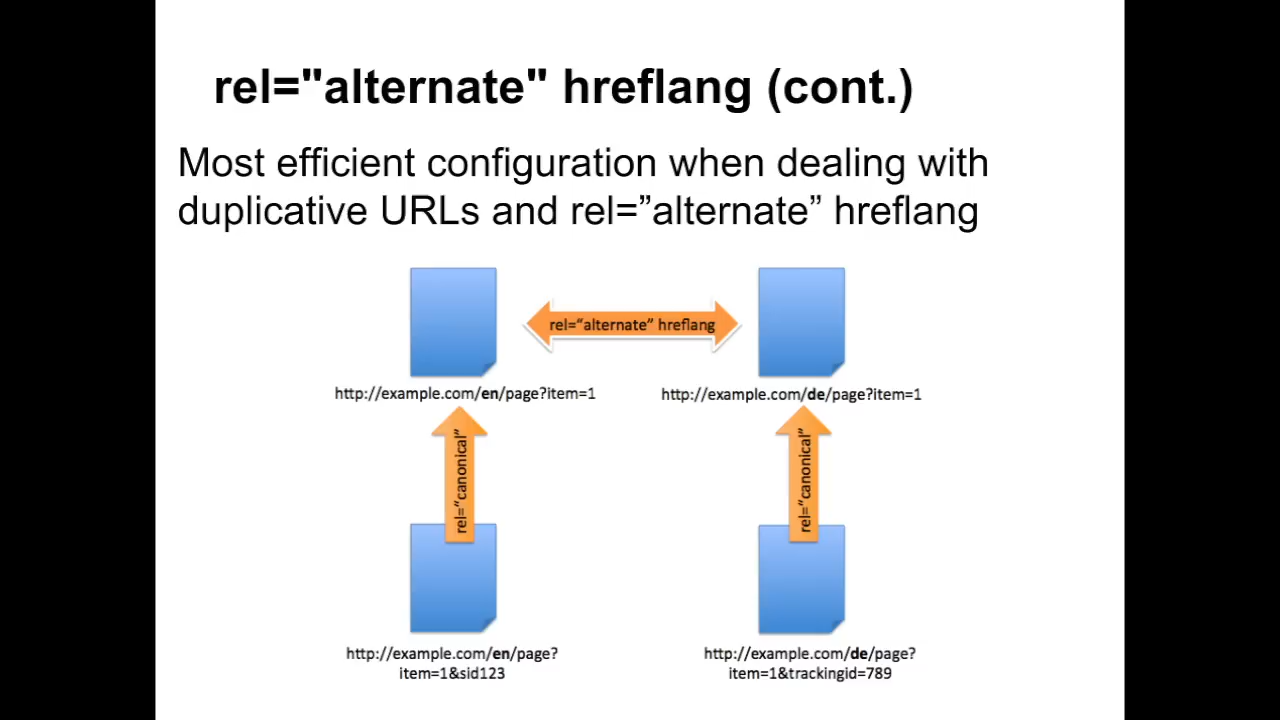 rel="alternate" hreflang (cont.)
Most efficient configuration when dealing with
duplicative URLs and rel=”alternate” hreflang
rel=“alternate” hreflang
http://example.com/en/page?item=1
http://example.com/de/page?item=1
rel=“canonical”
rel=“canonical”
http://example.com/en/page?
item=1&sid123
http://example.com/de/page?
item=1&trackingid=789